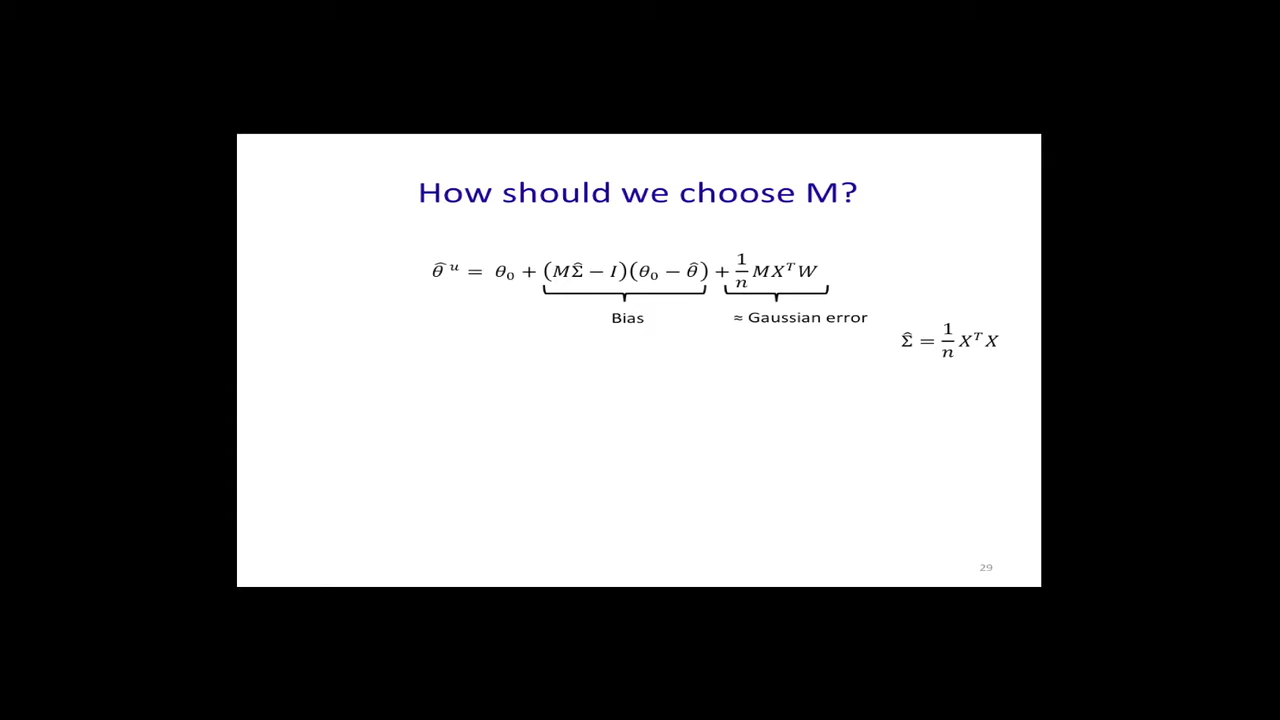 How should we choose M?
θ̂ᵘ = θ₀ + (MΣ̂ − I)(θ₀ − θ̂) + 1/n MXᵀW
Bias ≈ Gaussian error
Σ̂ = 1/n XᵀX
29